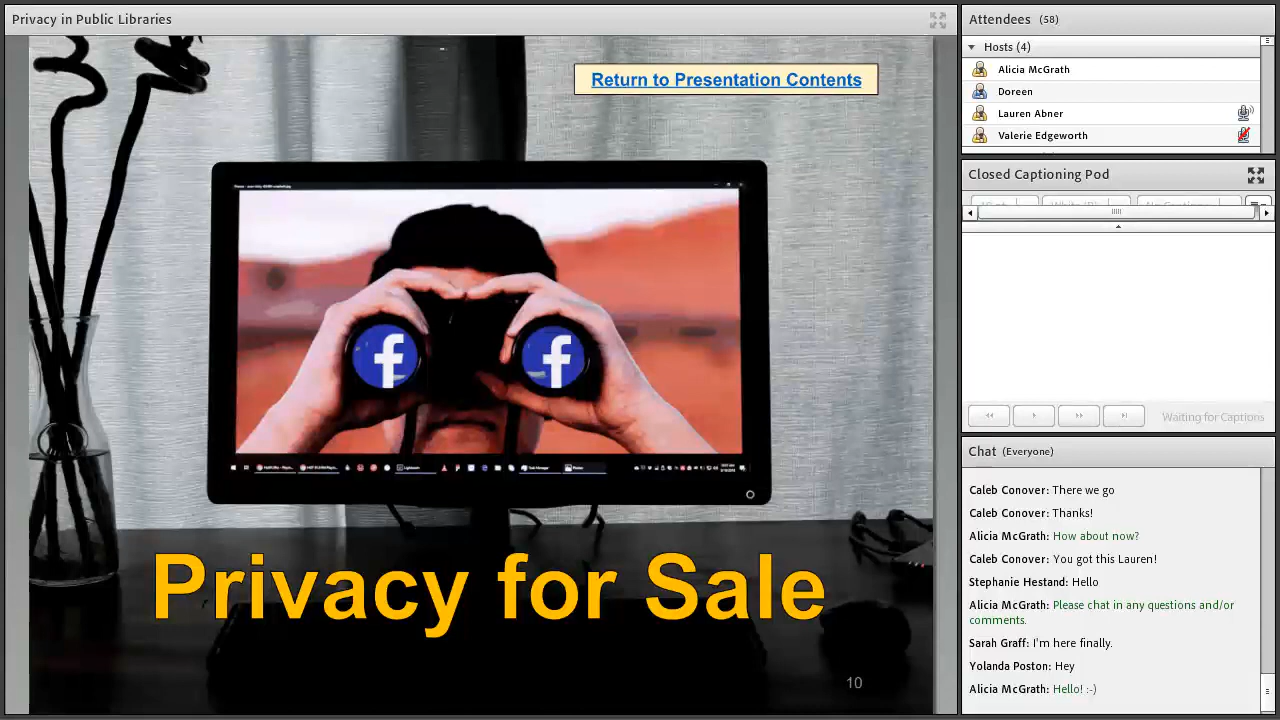 Privacy in Public Libraries
Return to Presentation Contents
f f
Privacy for Sale
10
Attendees (58)
Hosts (4)
Alicia McGrath
Doreen
Lauren Abner
Valerie Edgeworth
Closed Captioning Pod
Waiting for Captions
Chat (Everyone)
Caleb Conover: There we go
Caleb Conover: Thanks!
Alicia McGrath: How about now?
Caleb Conover: You got this Lauren!
Stephanie Hestand: Hello
Alicia McGrath: Please chat in any questions and/or
comments.
Sarah Graff: I'm here finally.
Yolanda Poston: Hey
Alicia McGrath: Hello! :-)